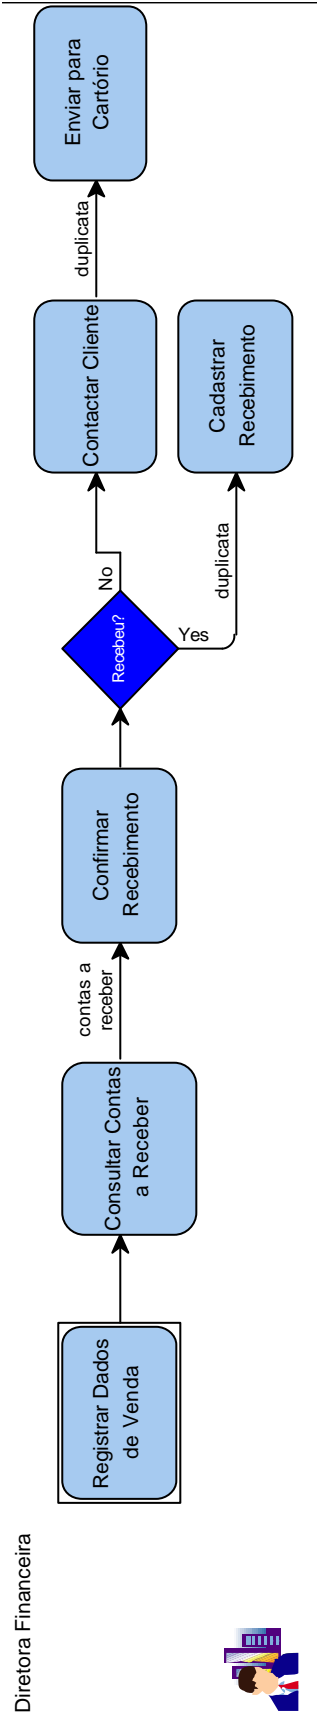 Diretora Financeira
Registrar Dados
de Venda
Consultar Contas
a Receber
contas a
receber
Confirmar
Recebimento
Recebeu?
No
Contactar Cliente
duplicata
Enviar para
Cartório
Yes
duplicata
Cadastrar
Recebimento